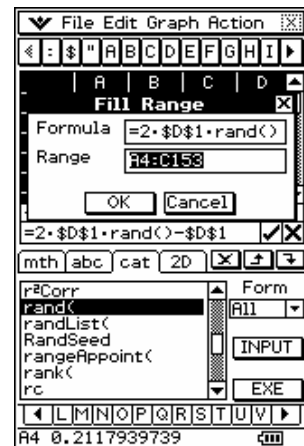 File Edit Graph Action
: $ " A B C D E F G H I
A B C D
Fill Range
Formula =2·$D$1·rand()
Range A4:C153
OK Cancel
=2·$D$1·rand()-$D$1
mth abc cat 2D
r²Corr
rand(
randList(
RandSeed
rangeAppoint(
rank(
rc
Form
All
INPUT
EXE
L M N O P Q R S T U V
A4 0.2117939739